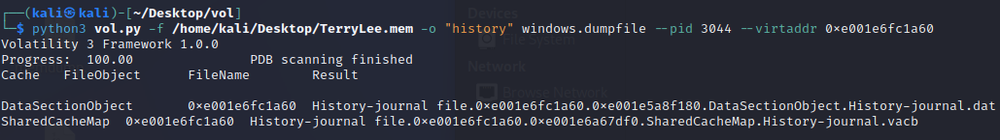 ┌──(kali㉿kali)-[~/Desktop/vol]
└─$ python3 vol.py -f /home/kali/Desktop/TerryLee.mem -o "history" windows.dumpfile --pid 3044 --virtaddr 0×e001e6fc1a60
Volatility 3 Framework 1.0.0
Progress:  100.00               PDB scanning finished
Cache   FileObject      FileName        Result

DataSectionObject       0×e001e6fc1a60  History-journal file.0×e001e6fc1a60.0×e001e5a8f180.DataSectionObject.History-journal.dat
SharedCacheMap  0×e001e6fc1a60  History-journal file.0×e001e6fc1a60.0×e001e6a67df0.SharedCacheMap.History-journal.vacb
Devices
File System
Network
Browse Network